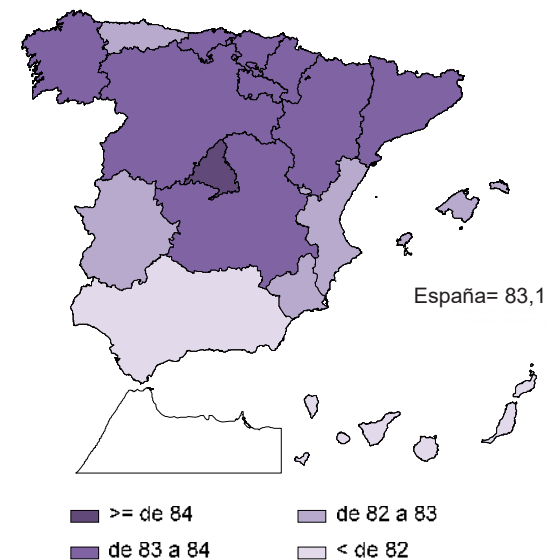 España= 83,1
>= de 84
de 82 a 83
de 83 a 84
< de 82